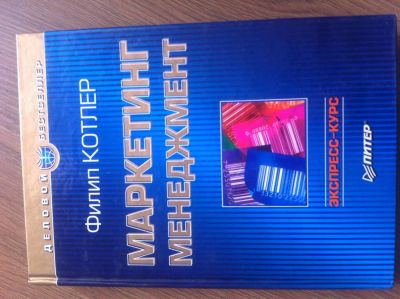 ДЕЛОВОЙ БЕСТСЕЛЛЕР
Филип КОТЛЕР
МАРКЕТИНГ
МЕНЕДЖМЕНТ
ЭКСПРЕСС-КУРС
ПИТЕР